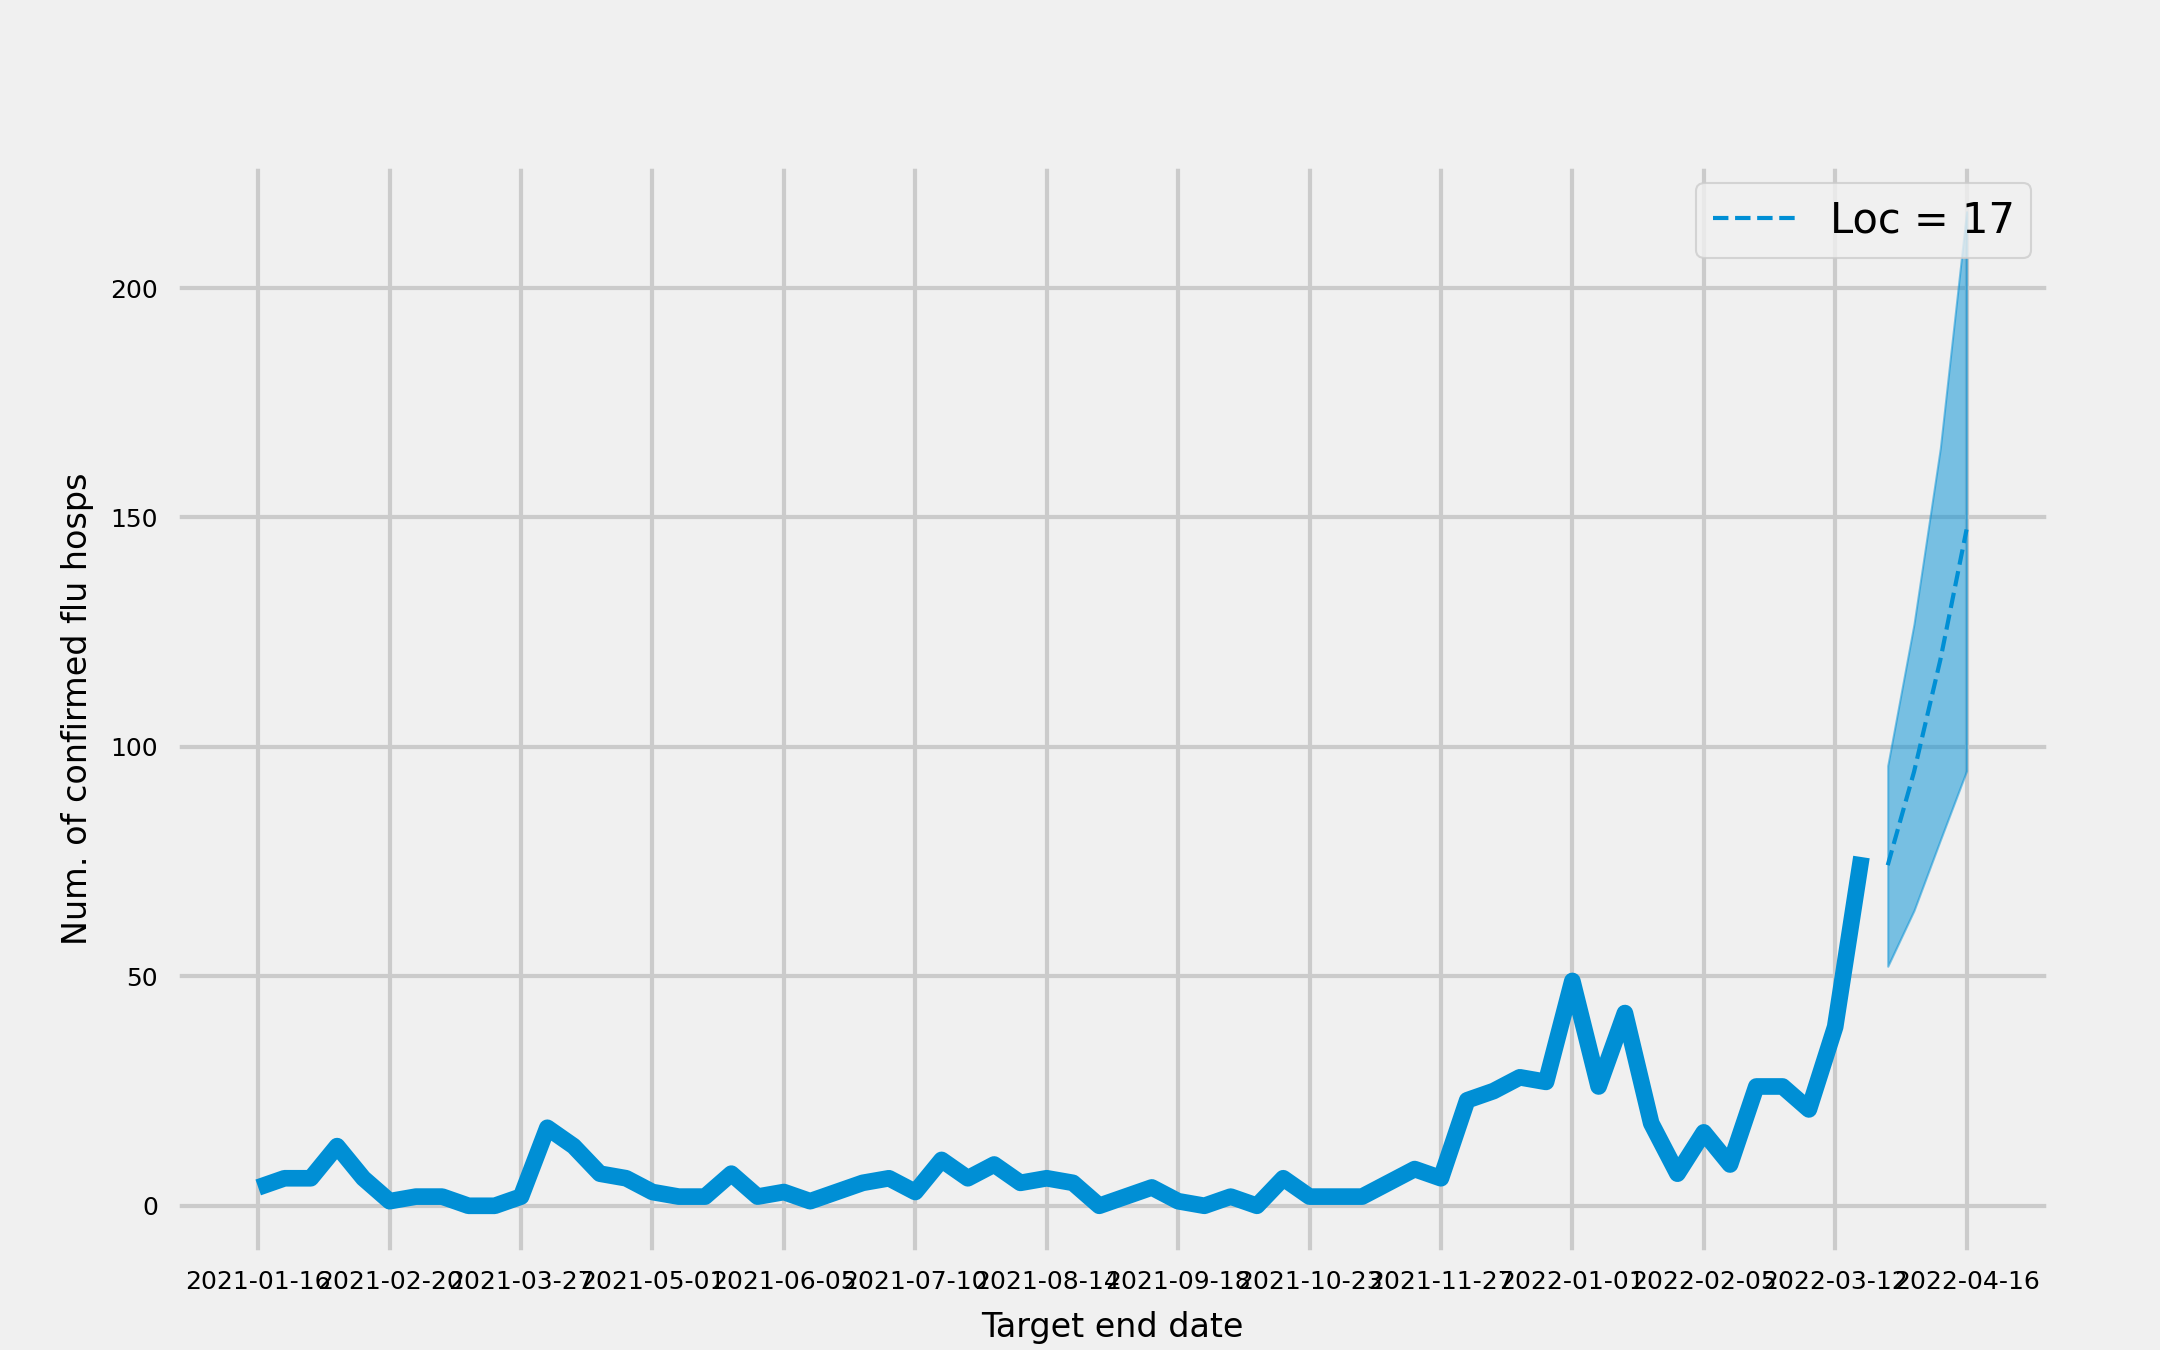 Loc = 17
200
150
100
50
0
Num. of confirmed flu hosps
2021-01-16 2021-02-20 2021-03-27 2021-05-01 2021-06-05 2021-07-10 2021-08-14 2021-09-18 2021-10-23 2021-11-27 2022-01-01 2022-02-05 2022-03-12 2022-04-16
Target end date